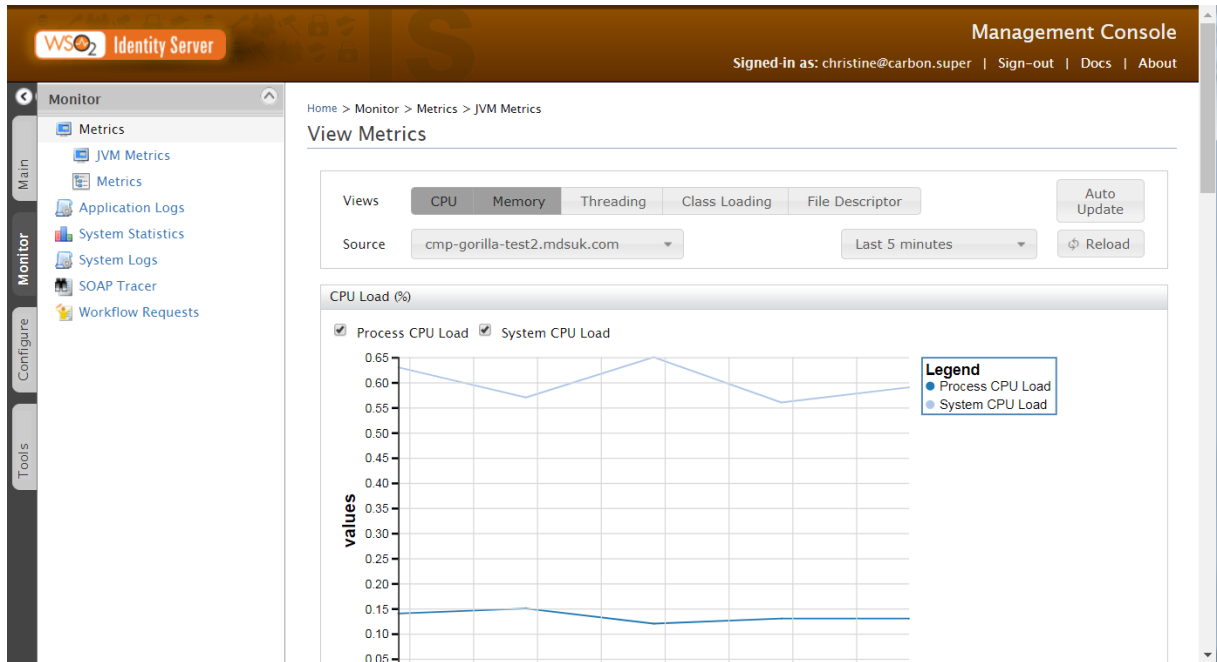 WSO2 Identity Server
Management Console
Signed-in as: christine@carbon.super | Sign-out | Docs | About
Main
Monitor
Configure
Tools
Monitor
Metrics
JVM Metrics
Metrics
Application Logs
System Statistics
System Logs
SOAP Tracer
Workflow Requests
Home > Monitor > Metrics > JVM Metrics
View Metrics
Views CPU Memory Threading Class Loading File Descriptor Auto Update
Source cmp-gorilla-test2.mdsuk.com Last 5 minutes Reload
CPU Load (%)
Process CPU Load System CPU Load
values
0.65
0.60
0.55
0.50
0.45
0.40
0.35
0.30
0.25
0.20
0.15
0.10
0.05
Legend
Process CPU Load
System CPU Load